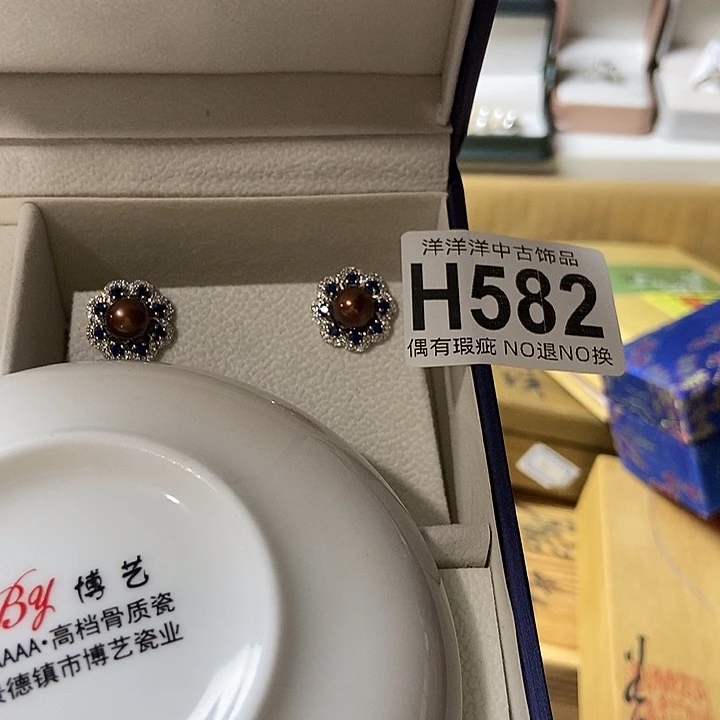 洋洋洋中古饰品
H582
偶有瑕疵 NO退NO换
By 博艺
AAAA·高档骨质瓷
德镇市博艺瓷业